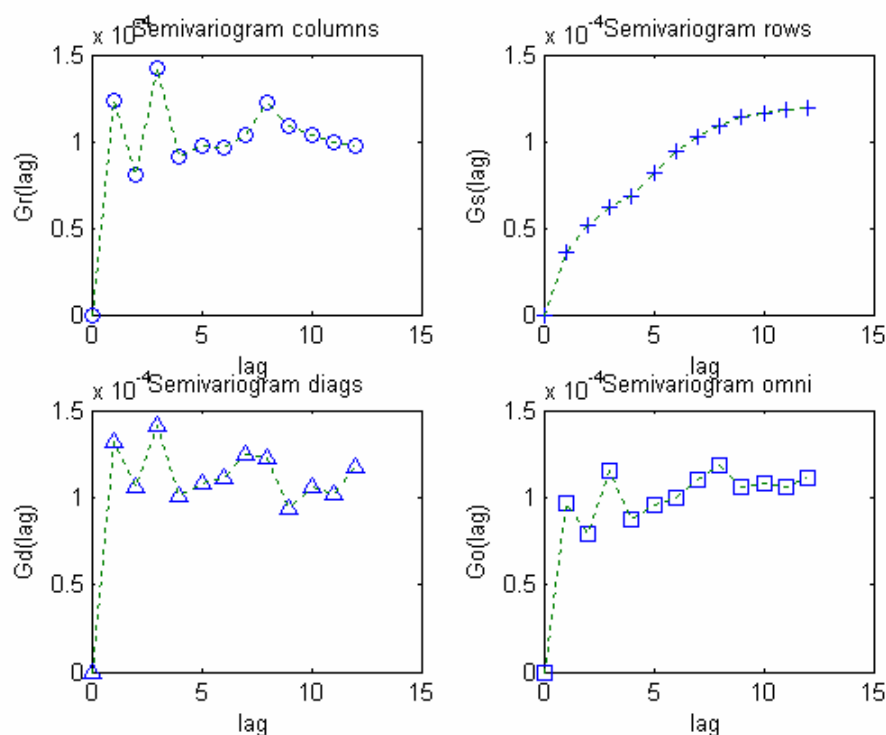 x 10^-4 Semivariogram columns
x 10^-4 Semivariogram rows
1.5
1
0.5
0
Gr(lag)
0 5 10 15
lag
1.5
1
0.5
0
Gs(lag)
0 5 10 15
lag
x 10^-4 Semivariogram diags
x 10^-4 Semivariogram omni
1.5
1
0.5
0
Gd(lag)
0 5 10 15
lag
1.5
1
0.5
0
Go(lag)
0 5 10 15
lag